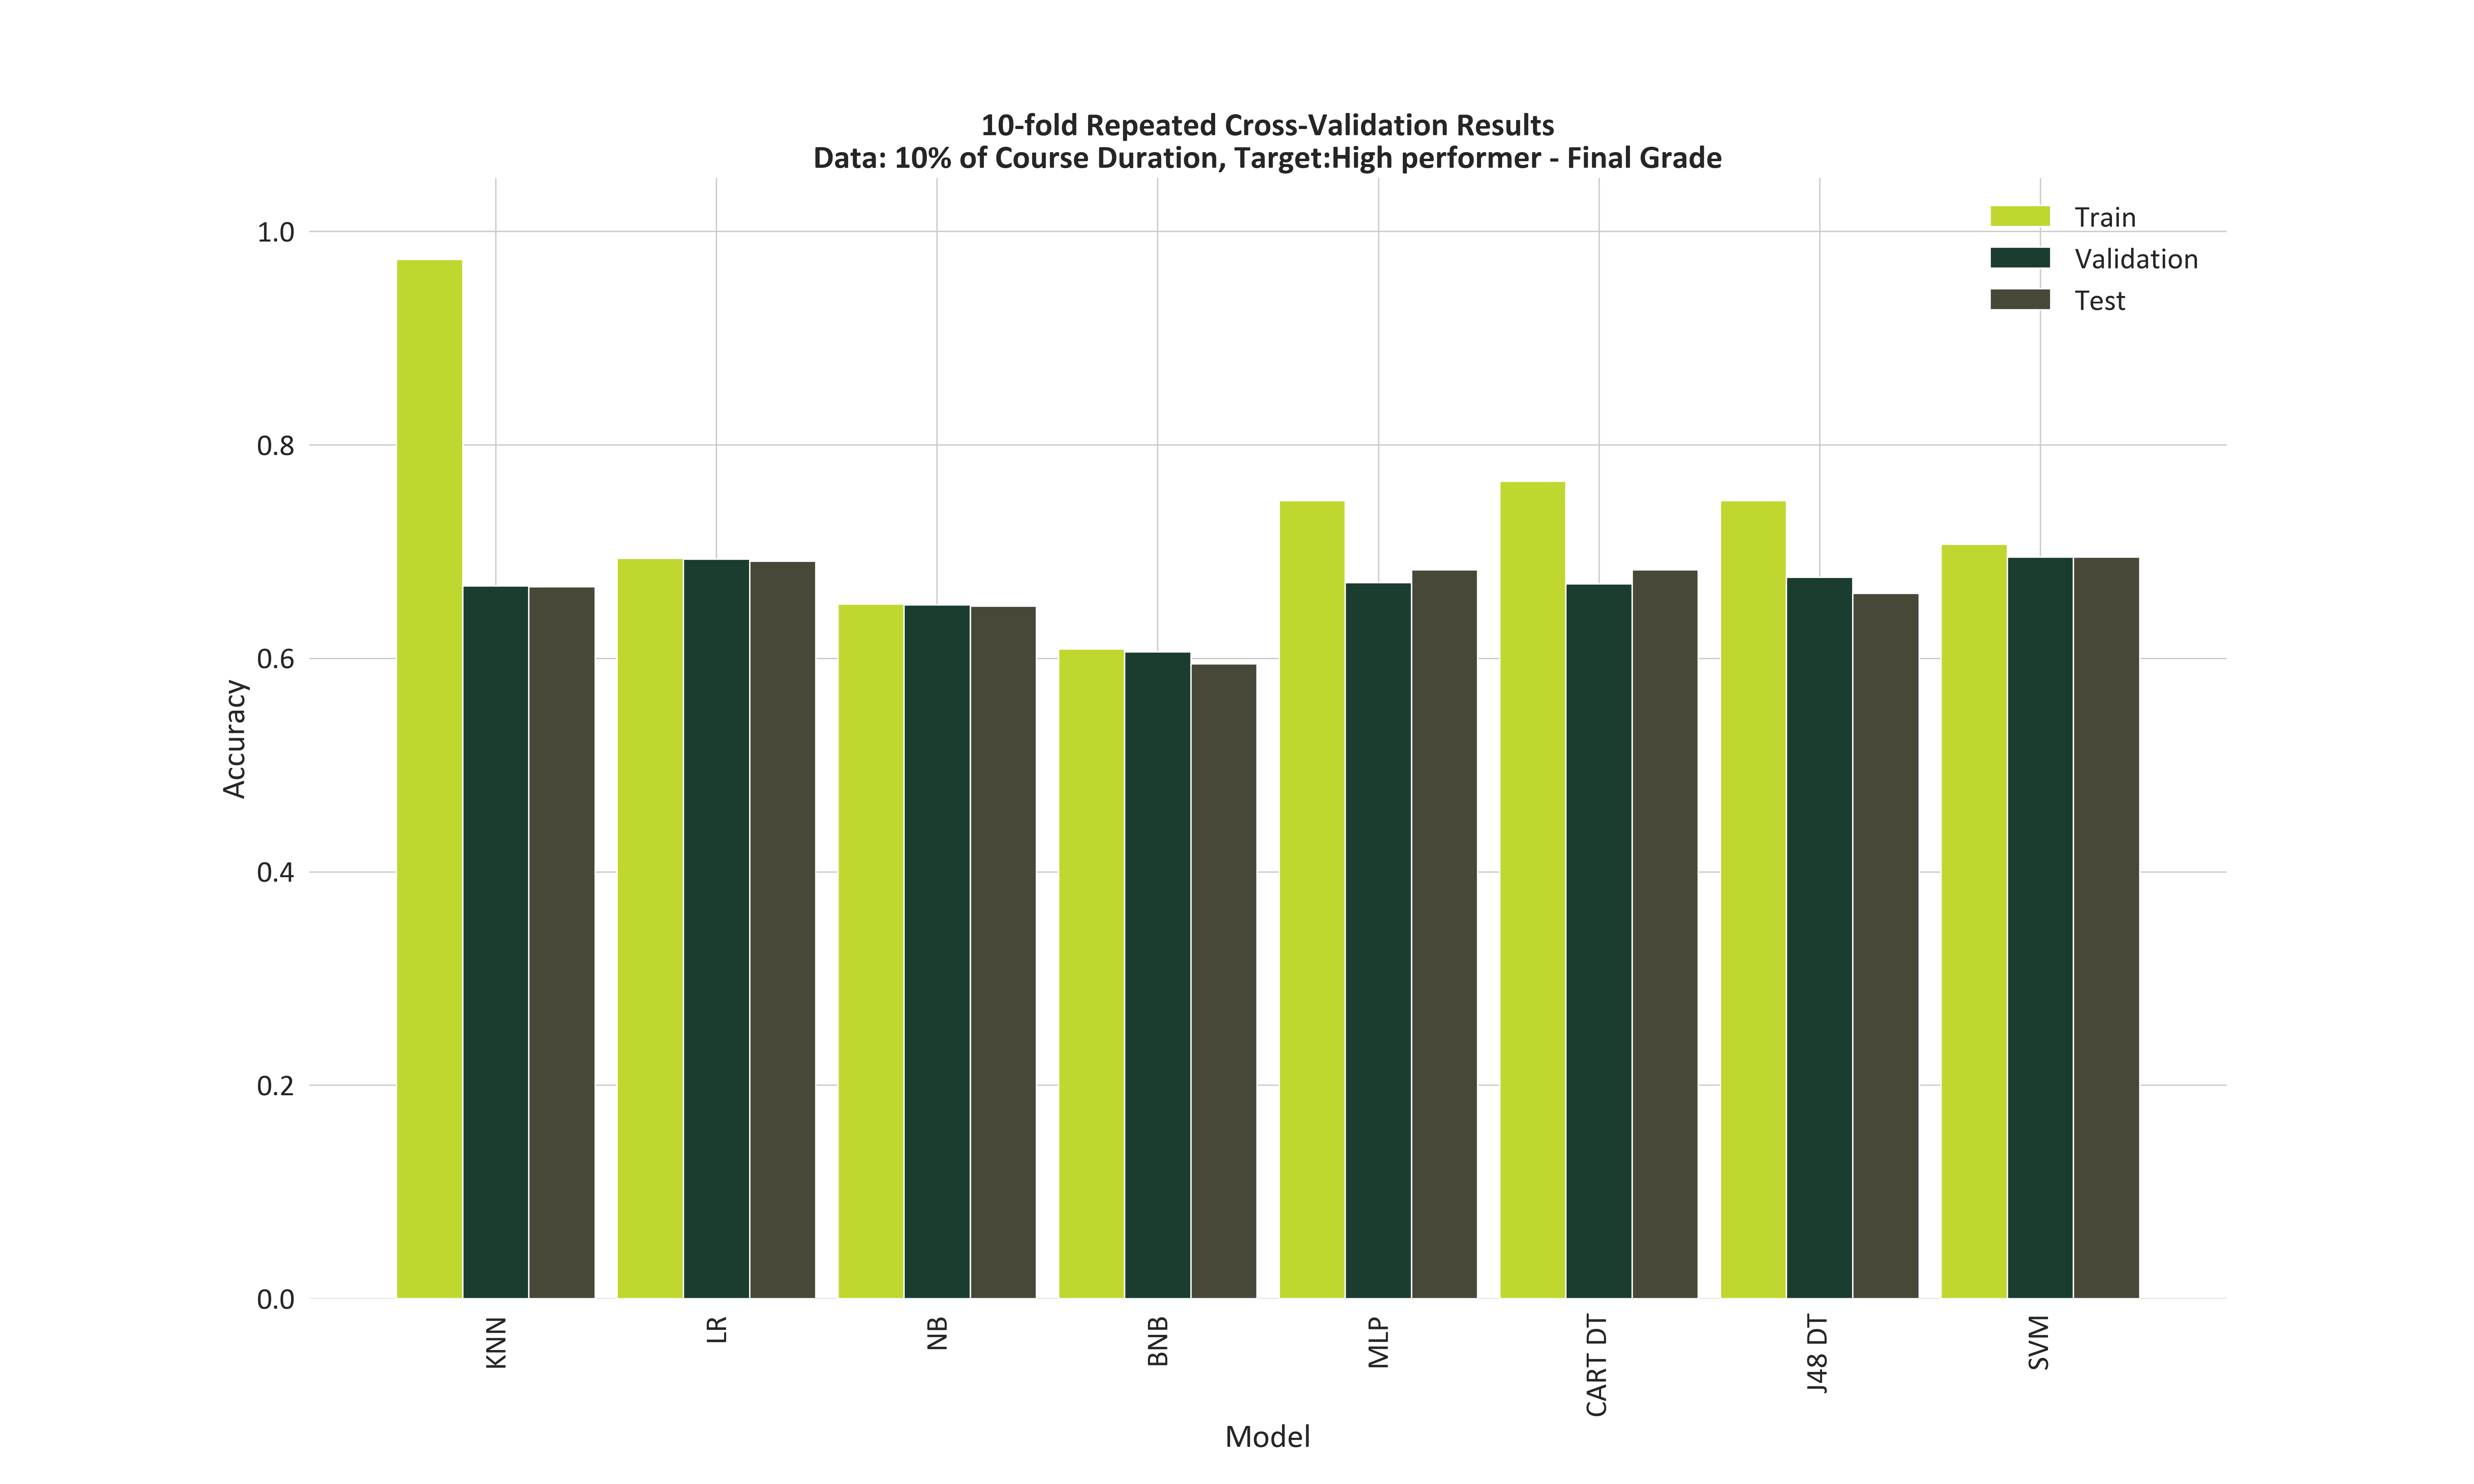 10-fold Repeated Cross-Validation Results
Data: 10% of Course Duration, Target:High performer - Final Grade
Train
Validation
Test
1.0
0.8
0.6
0.4
0.2
0.0
Accuracy
KNN
LR
NB
BNB
MLP
CART DT
J48 DT
SVM
Model